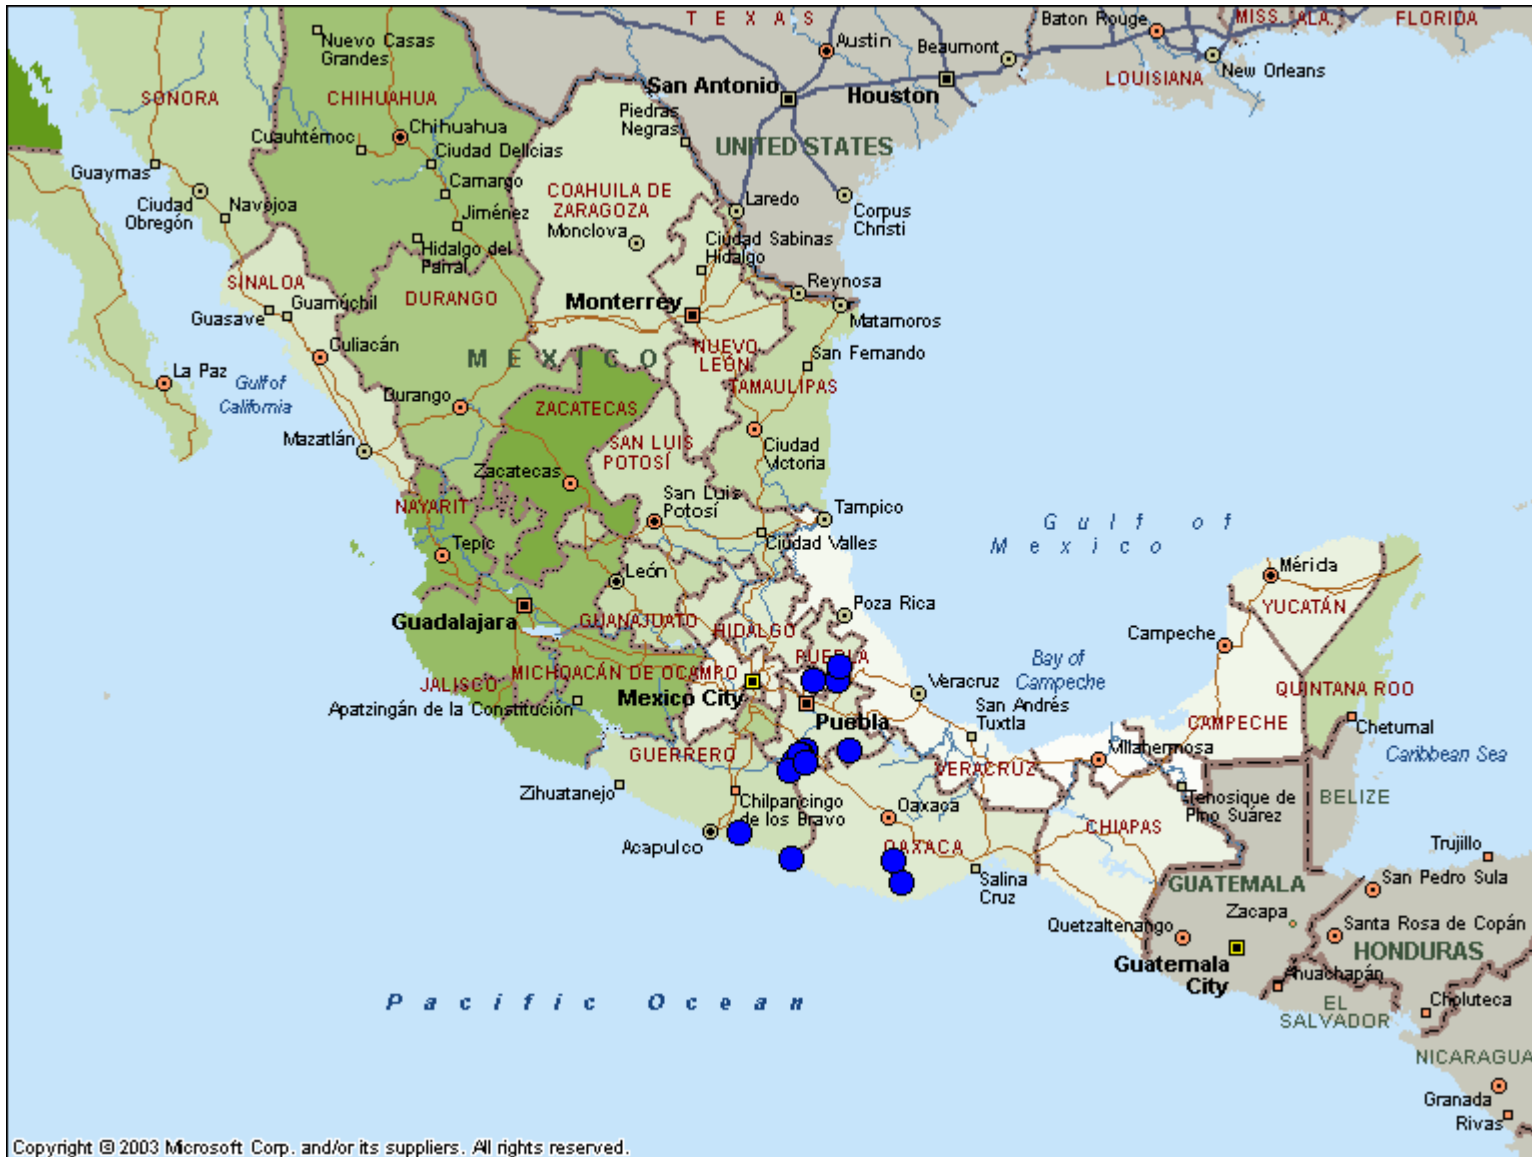 T E X A S
Baton Rouge
MISS.
ALA.
FLORIDA
Nuevo Casas
Grandes
Austin
Beaumont
New Orleans
LOUISIANA
San Antonio
Houston
SONORA
CHIHUAHUA
Piedras
Negras
UNITED STATES
Cuauhtémoc
Chihuahua
Ciudad Delicias
Guaymas
Camargo
COAHUILA DE
ZARAGOZA
Ciudad
Obregón
Navojoa
Jiménez
Laredo
Corpus
Christi
Monclova
Hidalgo del
Parral
Ciudad Sabinas
Hidalgo
SINALOA
DURANGO
Reynosa
Guamúchil
Guasave
Monterrey
Matamoros
Culiacán
M E X I C O
NUEVO
LEÓN
San Fernando
La Paz
Gulf of
California
TAMAULIPAS
Durango
ZACATECAS
Mazatlán
SAN LUIS
POTOSÍ
Ciudad
Victoria
Zacatecas
NAYARIT
San Luis
Potosí
Tampico
Gulf of
Mexico
Tepic
Ciudad Valles
León
Mérida
Guadalajara
GUANAJUATO
HIDALGO
Poza Rica
YUCATÁN
Campeche
PUEBLA
Bay of
Campeche
MICHOACÁN DE OCAMPO
JALISCO
Mexico City
Veracruz
QUINTANA ROO
Apatzingán de la Constitución
San Andrés
Tuxtla
Puebla
CAMPECHE
Chetumal
GUERRERO
VERACRUZ
Villahermosa
Caribbean Sea
Zihuatanejo
Chilpancingo
de los Bravo
Oaxaca
Tenosique de
Pino Suárez
BELIZE
Acapulco
OAXACA
CHIAPAS
Trujillo
Salina
Cruz
GUATEMALA
San Pedro Sula
Zacapa
Quetzaltenango
Santa Rosa de Copán
HONDURAS
Guatemala
City
Ahuachapán
Pacific Ocean
EL
SALVADOR
Choluteca
NICARAGUA
Granada
Rivas
Copyright © 2003 Microsoft Corp. and/or its suppliers. All rights reserved.